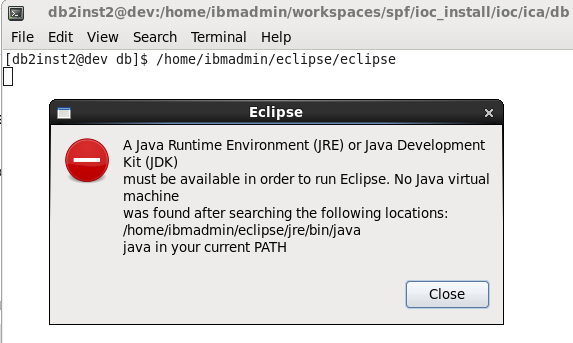 db2inst2@dev:/home/ibmadmin/workspaces/spf/ioc_install/ioc/ica/db
File Edit View Search Terminal Help
[db2inst2@dev db]$ /home/ibmadmin/eclipse/eclipse
Eclipse
A Java Runtime Environment (JRE) or Java Development
Kit (JDK)
must be available in order to run Eclipse. No Java virtual
machine
was found after searching the following locations:
/home/ibmadmin/eclipse/jre/bin/java
java in your current PATH
Close